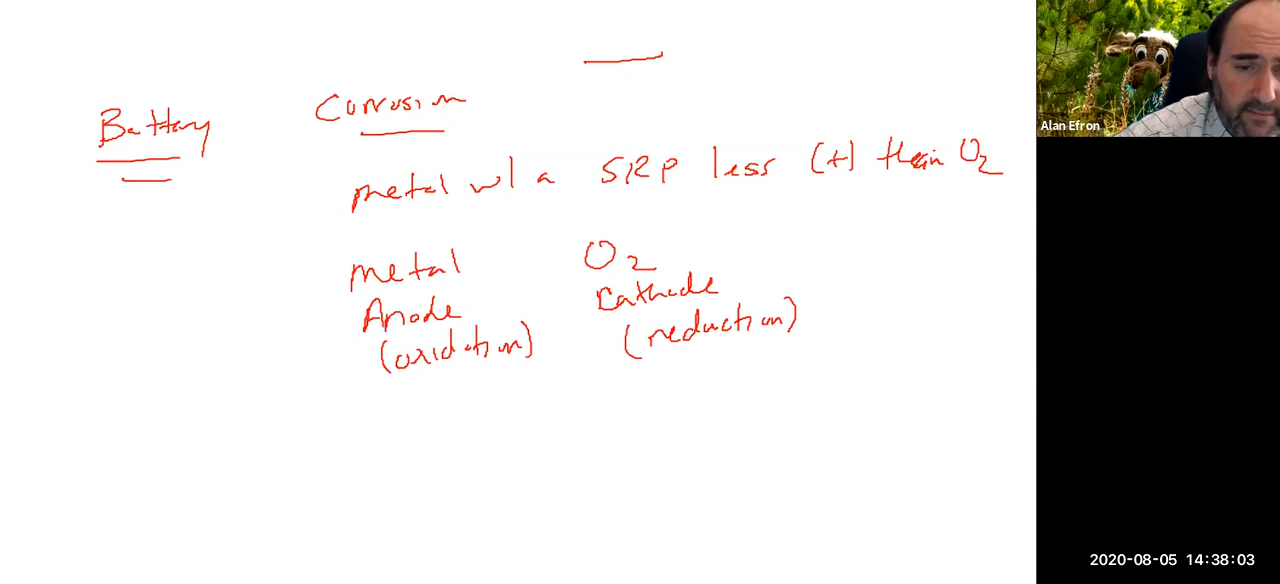 Battery
Corrosion
metal w/ a SRP less (+) than O2
metal O2
Anode Cathode
(oxidation) (reduction)
Alan Efron
2020-08-05 14:38:03